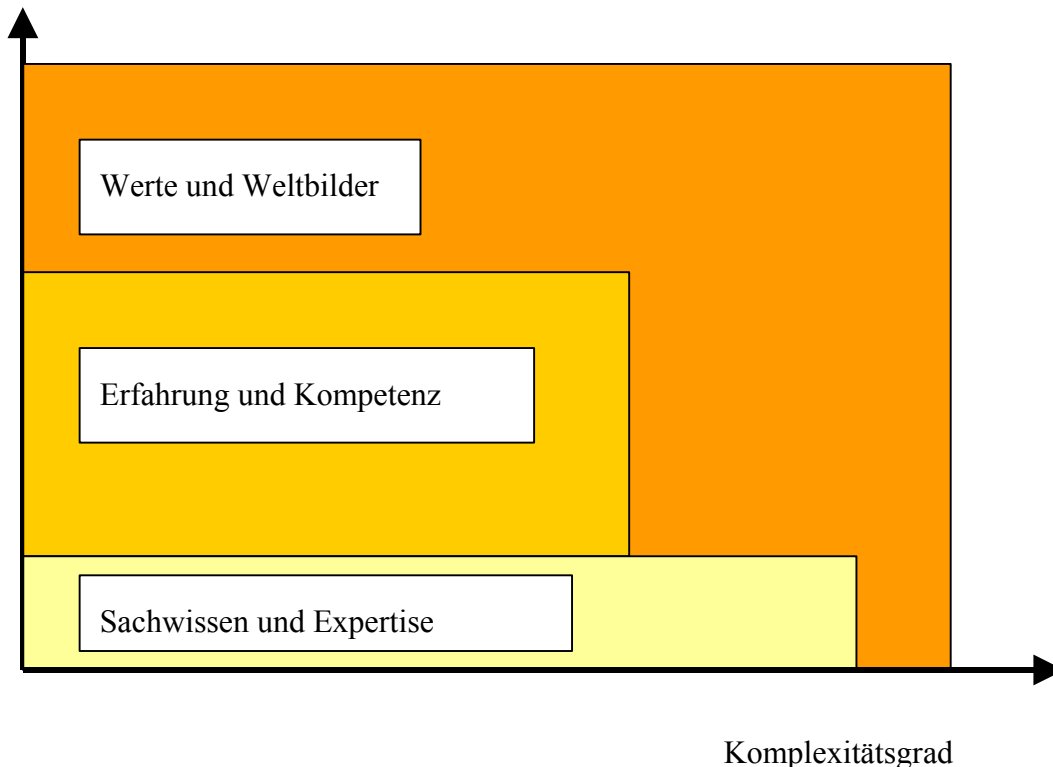 Werte und Weltbilder
Erfahrung und Kompetenz
Sachwissen und Expertise
Komplexitätsgrad